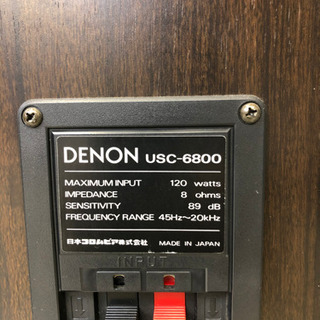 DENON USC-6800
MAXIMUM INPUT 120 watts
IMPEDANCE 8 ohms
SENSITIVITY 89 dB
FREQUENCY RANGE 45Hz~20kHz
日本コロムビア株式会社 MADE IN JAPAN
INPUT